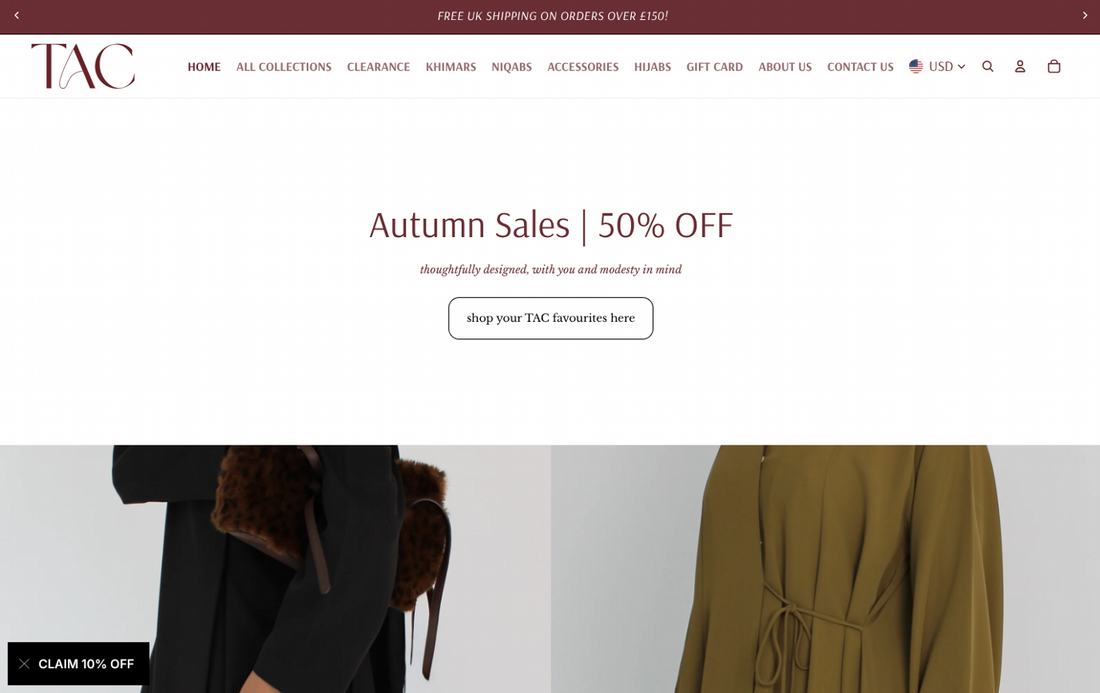 FREE UK SHIPPING ON ORDERS OVER £150!
TAC
HOME ALL COLLECTIONS CLEARANCE KHIMARS NIQABS ACCESSORIES HIJABS GIFT CARD ABOUT US CONTACT US USD
Autumn Sales | 50% OFF
thoughtfully designed, with you and modesty in mind
shop your TAC favourites here
CLAIM 10% OFF